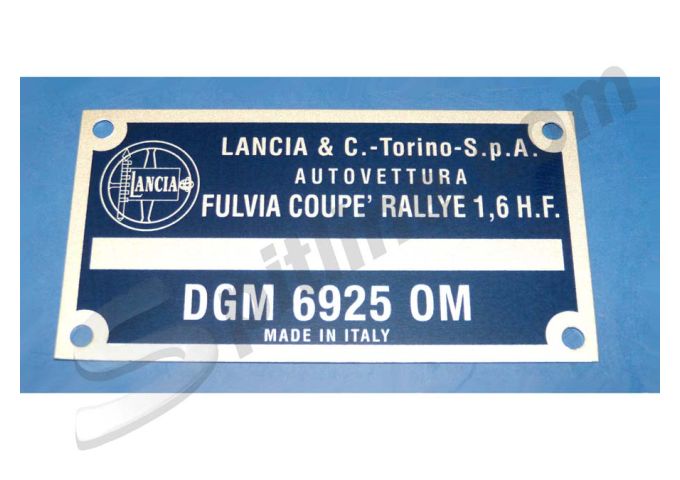 LANCIA & C.-Torino-S.p.A.
AUTOVETTURA
LANCIA
FULVIA COUPE' RALLYE 1,6 H.F.
DGM 6925 OM
MADE IN ITALY